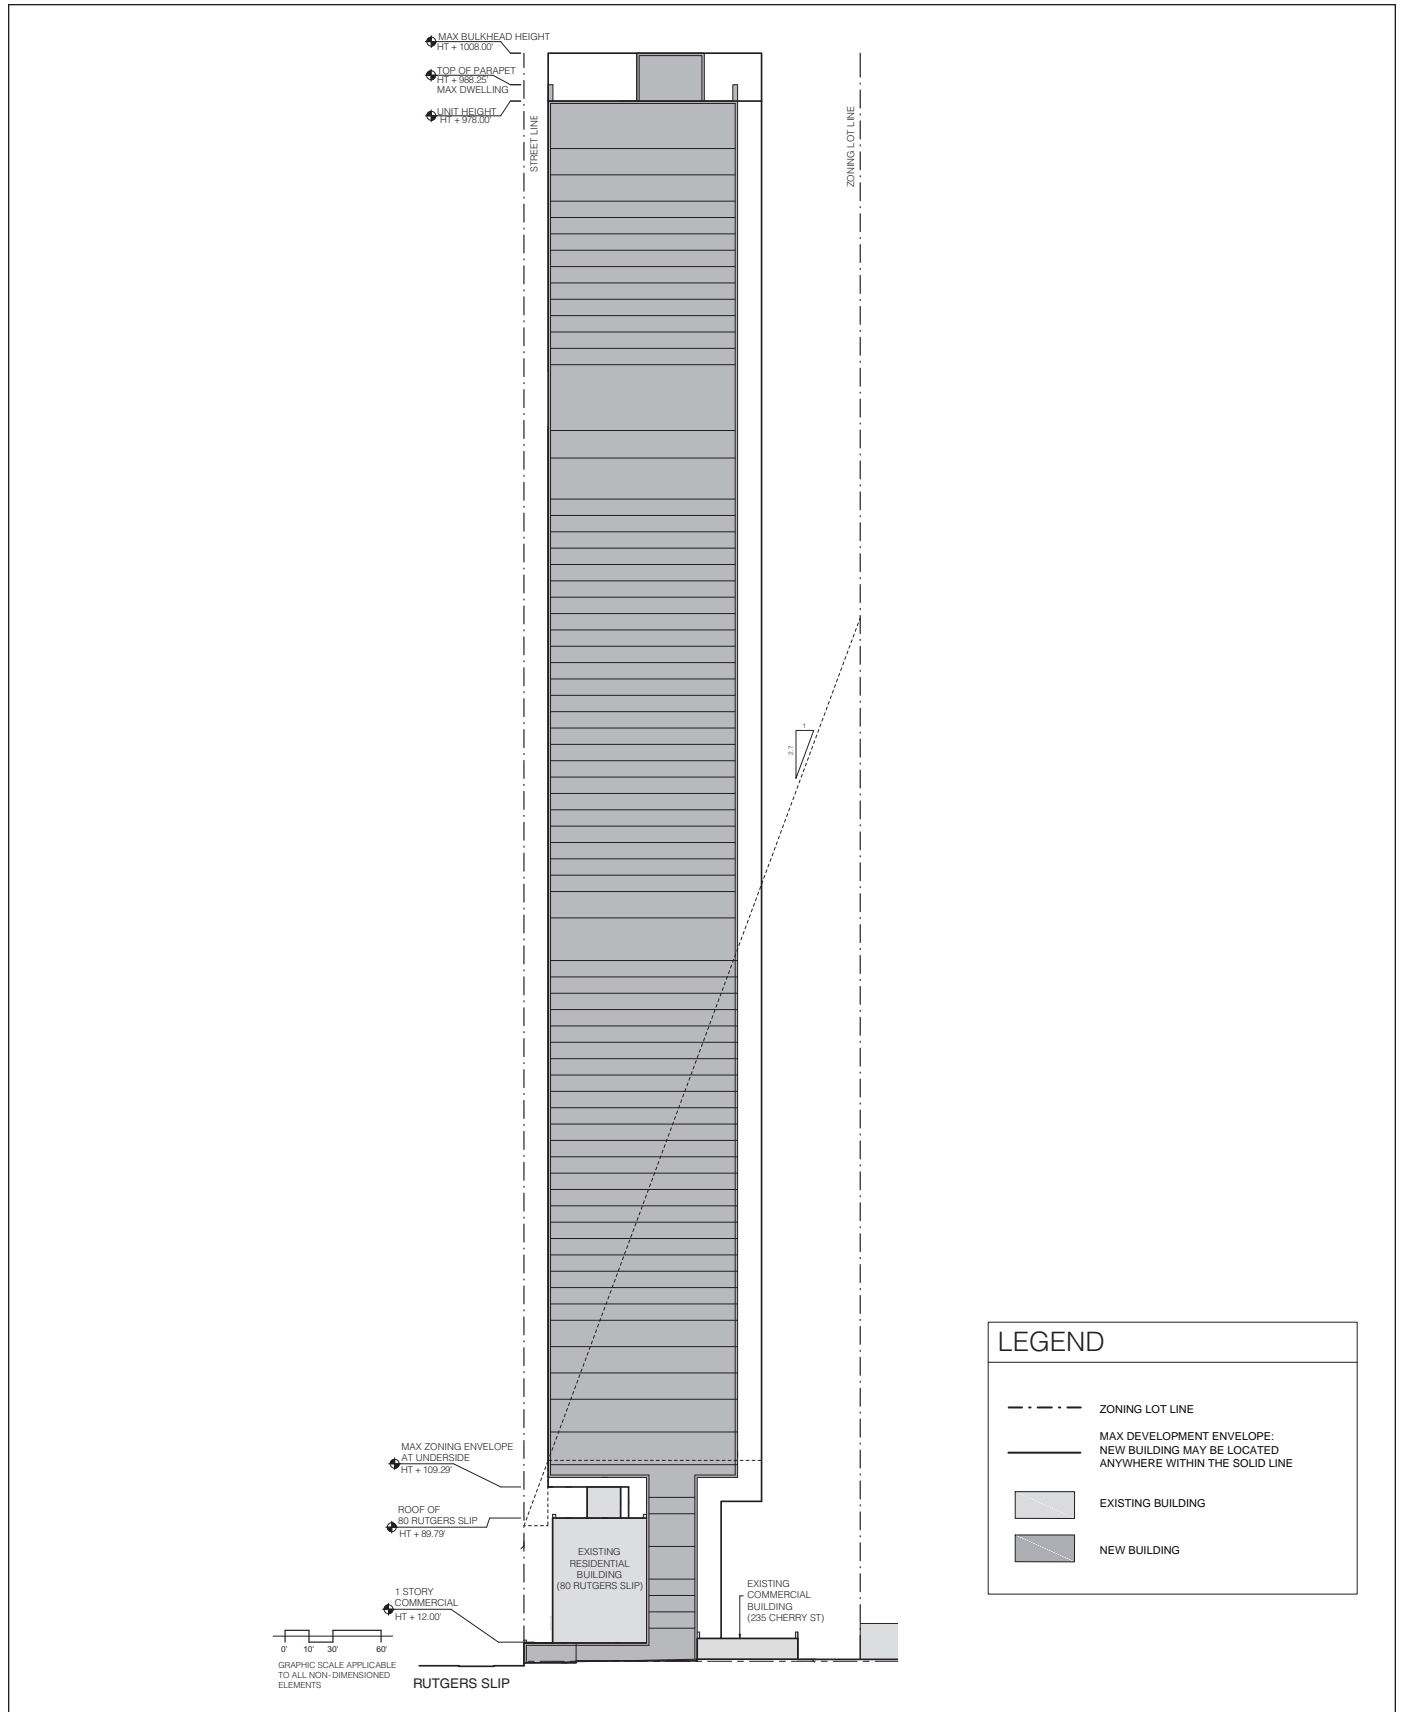 MAX BULKHEAD HEIGHT
HT + 1008.00'
TOP OF PARAPET
HT + 988.25'
MAX DWELLING
UNIT HEIGHT
HT + 978.00'
STREET LINE
ZONING LOT LINE
1
2.7
MAX ZONING ENVELOPE
AT UNDERSIDE
HT + 109.29'
ROOF OF
80 RUTGERS SLIP
HT + 89.79'
EXISTING
RESIDENTIAL
BUILDING
(80 RUTGERS SLIP)
1 STORY
COMMERCIAL
HT + 12.00'
EXISTING
COMMERCIAL
BUILDING
(235 CHERRY ST)
0' 10' 30' 60'
GRAPHIC SCALE APPLICABLE
TO ALL NON-DIMENSIONED
ELEMENTS
RUTGERS SLIP
LEGEND
ZONING LOT LINE
MAX DEVELOPMENT ENVELOPE:
NEW BUILDING MAY BE LOCATED
ANYWHERE WITHIN THE SOLID LINE
EXISTING BUILDING
NEW BUILDING